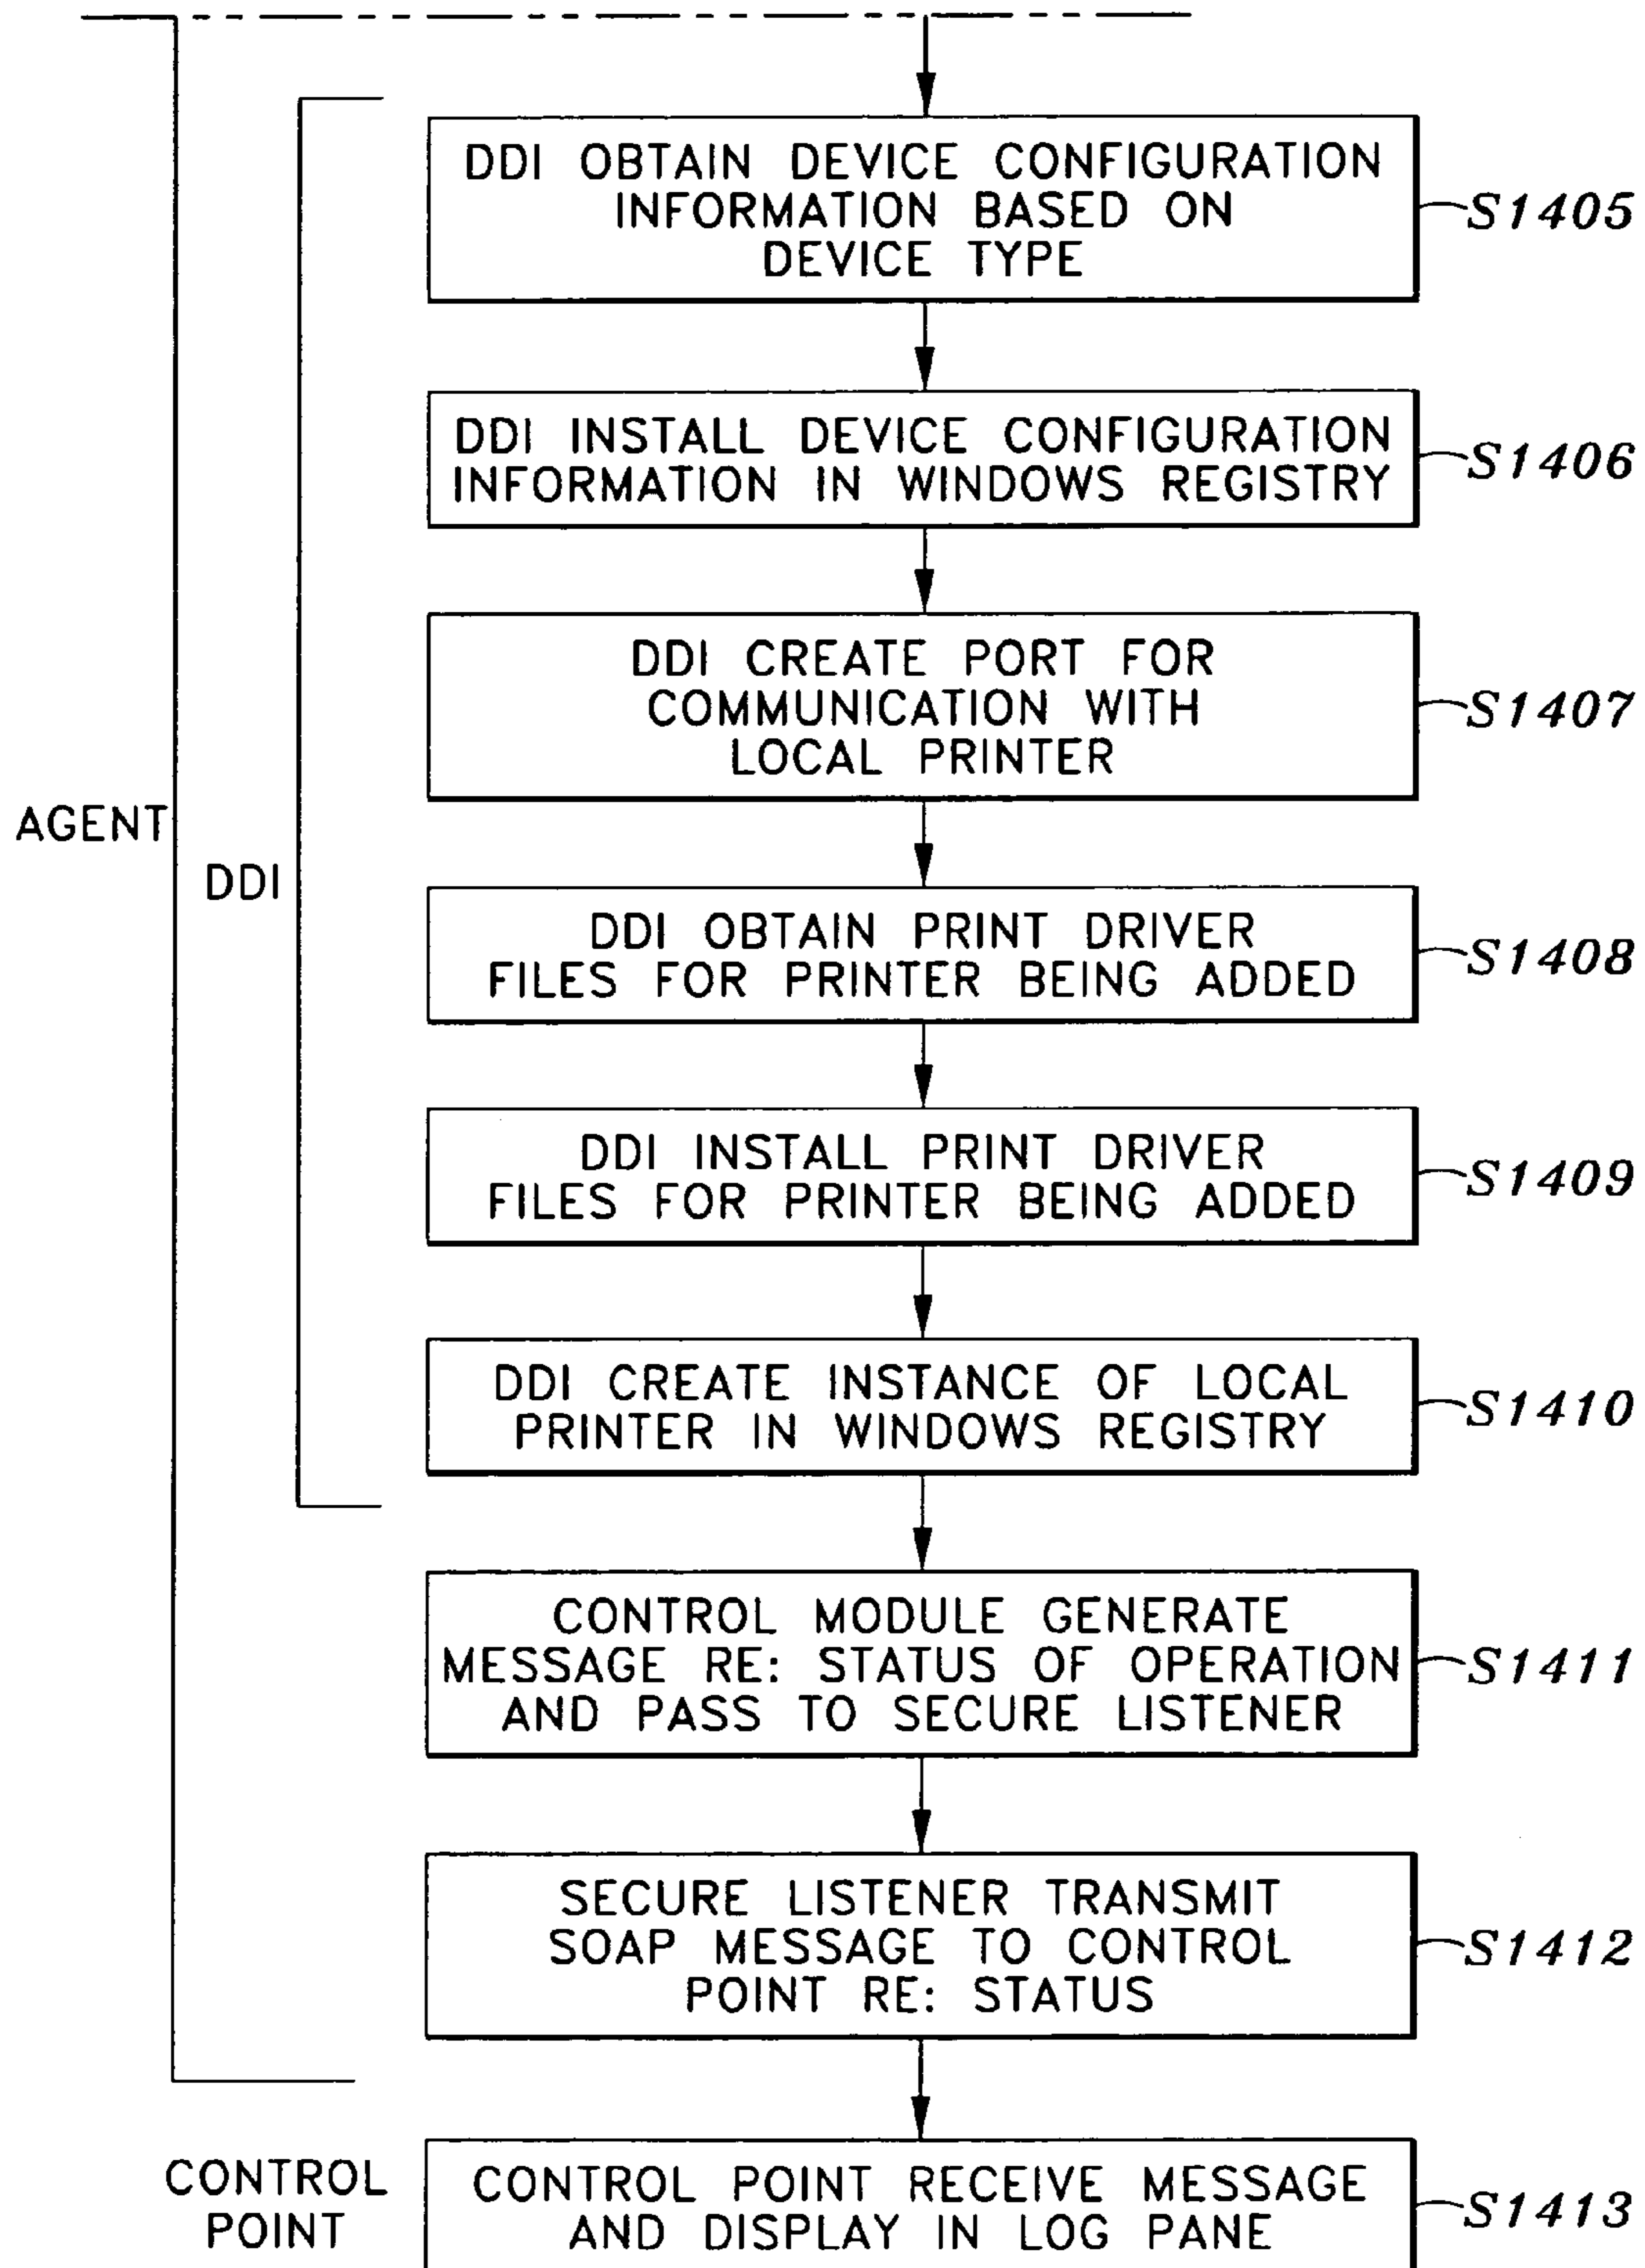 DDI OBTAIN DEVICE CONFIGURATION
INFORMATION BASED ON
DEVICE TYPE
S1405
DDI INSTALL DEVICE CONFIGURATION
INFORMATION IN WINDOWS REGISTRY
S1406
DDI CREATE PORT FOR
COMMUNICATION WITH
LOCAL PRINTER
S1407
AGENT
DDI
DDI OBTAIN PRINT DRIVER
FILES FOR PRINTER BEING ADDED
S1408
DDI INSTALL PRINT DRIVER
FILES FOR PRINTER BEING ADDED
S1409
DDI CREATE INSTANCE OF LOCAL
PRINTER IN WINDOWS REGISTRY
S1410
CONTROL MODULE GENERATE
MESSAGE RE: STATUS OF OPERATION
AND PASS TO SECURE LISTENER
S1411
SECURE LISTENER TRANSMIT
SOAP MESSAGE TO CONTROL
POINT RE: STATUS
S1412
CONTROL
POINT
CONTROL POINT RECEIVE MESSAGE
AND DISPLAY IN LOG PANE
S1413